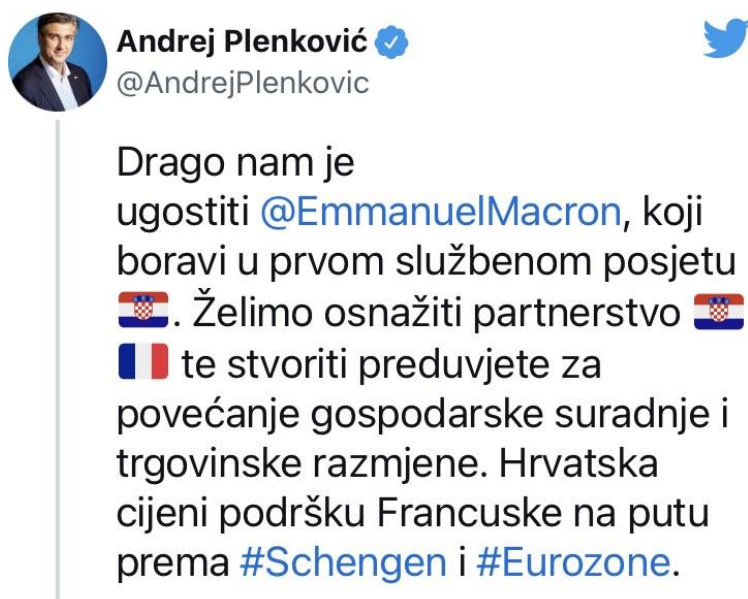 Andrej Plenković
@AndrejPlenkovic
Drago nam je
ugostiti @EmmanuelMacron, koji
boravi u prvom službenom posjetu
🇭🇷. Želimo osnažiti partnerstvo 🇭🇷
🇫🇷 te stvoriti preduvjete za
povećanje gospodarske suradnje i
trgovinske razmjene. Hrvatska
cijeni podršku Francuske na putu
prema #Schengen i #Eurozone.